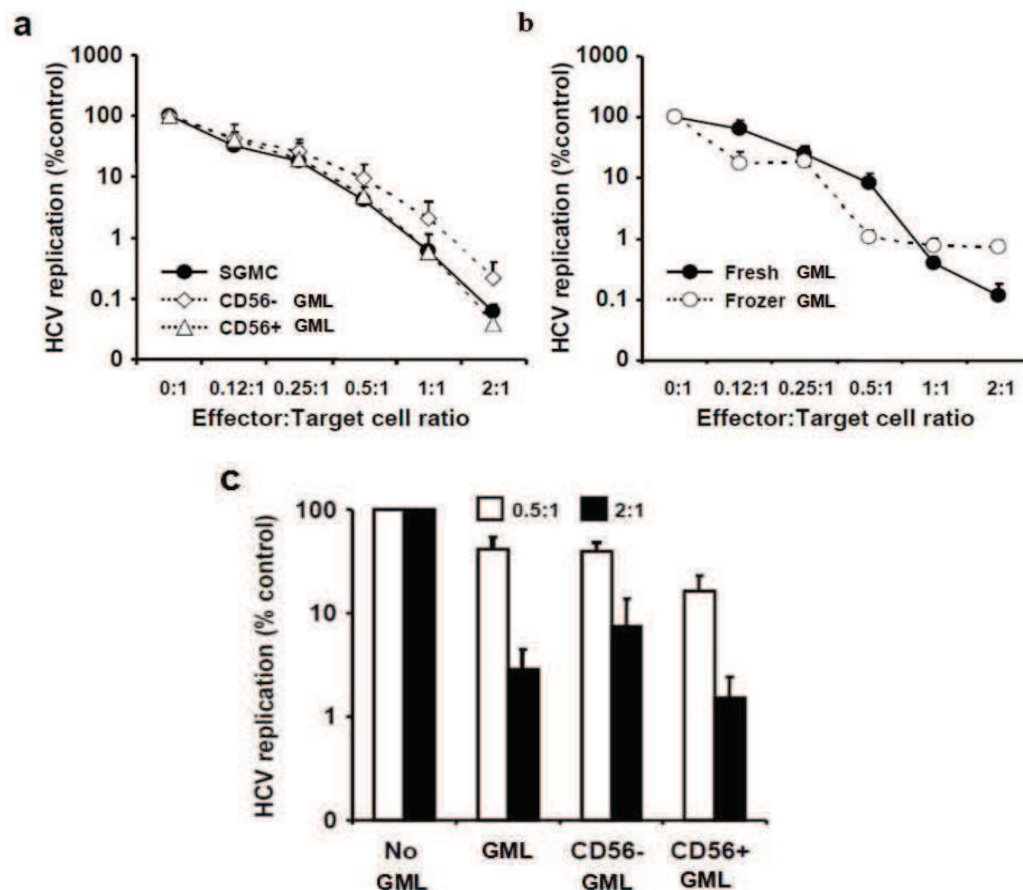 a
HCV replication (%control)
1000
100
10
1
0.1
0
SGMC
CD56- GML
CD56+ GML
0:1 0.12:1 0.25:1 0.5:1 1:1 2:1
Effector:Target cell ratio
b
HCV replication (%control)
1000
100
10
1
0.1
0
Fresh GML
Frozer GML
0:1 0.12:1 0.25:1 0.5:1 1:1 2:1
Effector:Target cell ratio
c
HCV replication (% control)
100
10
1
0
0.5:1 2:1
No GML CD56- CD56+
GML GML GML